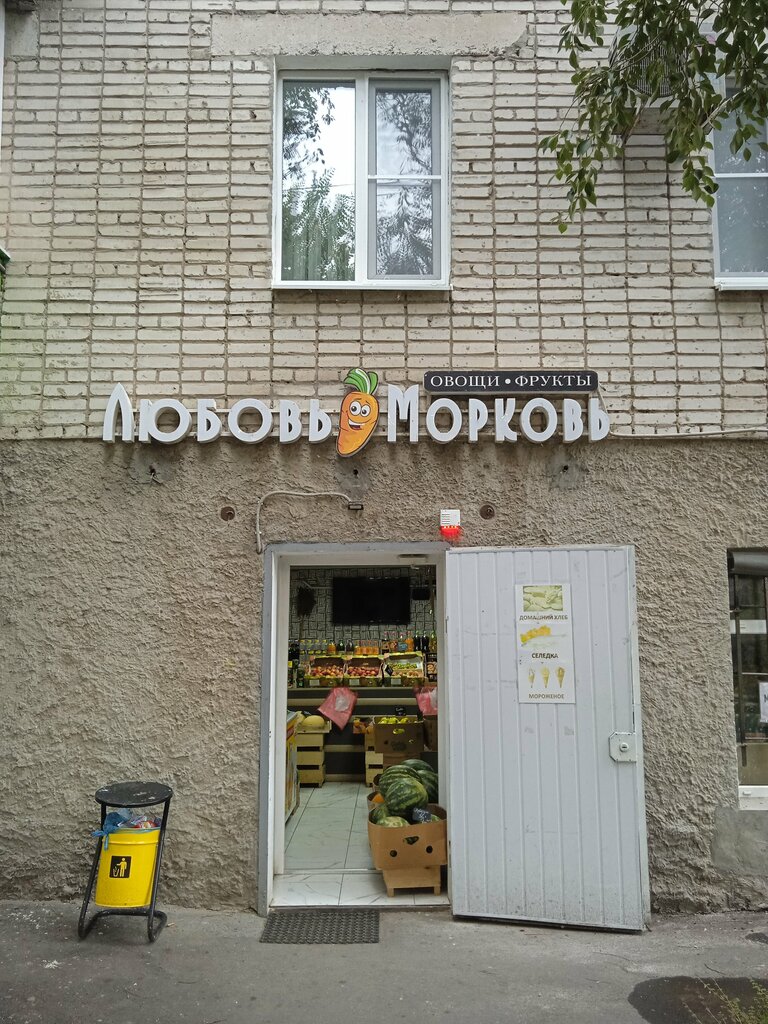 ОВОЩИ • ФРУКТЫ
ЛЮБОВЬ МОРКОВЬ
ДОМАШНИЙ ХЛЕБ
СЕЛЕДКА
МОРОЖЕНОЕ